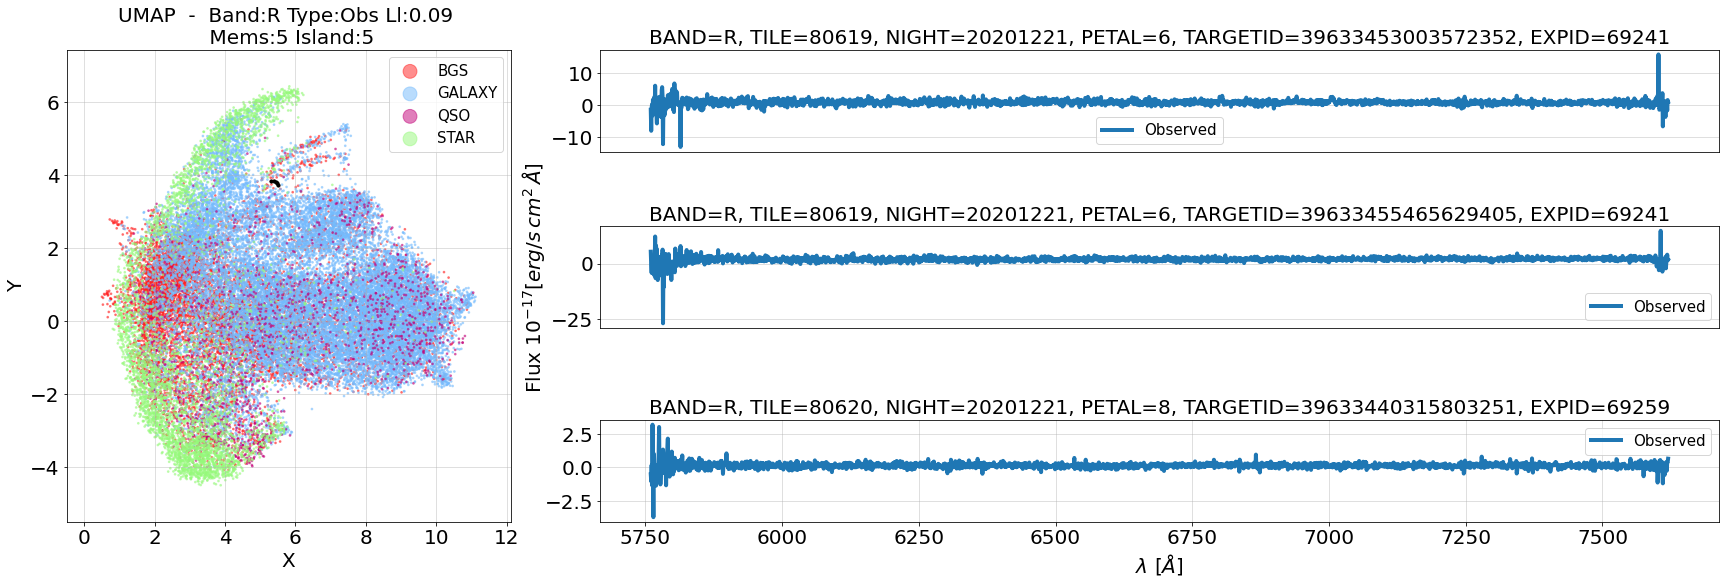 UMAP - Band:R Type:Obs Ll:0.09
Mems:5 Island:5
BGS
GALAXY
QSO
STAR
Y
6
4
2
0
−2
−4
0 2 4 6 8 10 12
X
Flux 10⁻¹⁷[erg/s cm² Å]
BAND=R, TILE=80619, NIGHT=20201221, PETAL=6, TARGETID=39633453003572352, EXPID=69241
10
0
−10
Observed
BAND=R, TILE=80619, NIGHT=20201221, PETAL=6, TARGETID=39633455465629405, EXPID=69241
0
−25
Observed
BAND=R, TILE=80620, NIGHT=20201221, PETAL=8, TARGETID=39633440315803251, EXPID=69259
2.5
0.0
−2.5
Observed
5750 6000 6250 6500 6750 7000 7250 7500
λ [Å]